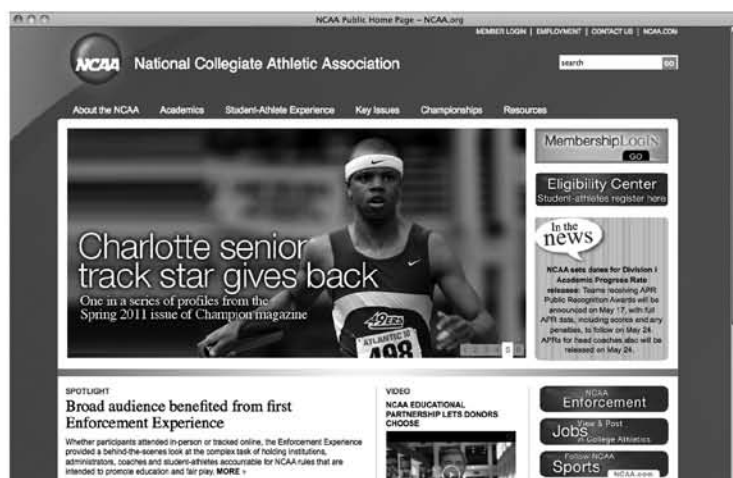 NCAA Public Home Page – NCAA.org
MEMBER LOGIN | EMPLOYMENT | CONTACT US | NCAA.COM
NCAA
National Collegiate Athletic Association
search
GO
About the NCAA Academics Student-Athlete Experience Key Issues Championships Resources
Charlotte senior
track star gives back
One in a series of profiles from the
Spring 2011 issue of Champion magazine
49ERS
ATLANTIC 10
498
1 2 3 4 5 6
MembershipLOGIN
GO
Eligibility Center
Student-athletes register here
In the
news
NCAA sets dates for Division I
Academic Progress Rate
releases: Teams receiving APR
Public Recognition Awards will be
announced on May 17, with full
APR data, including scores and any
penalties, to follow on May 24.
APRs for head coaches also will be
released on May 24.
SPOTLIGHT
Broad audience benefited from first
Enforcement Experience
Whether participants attended in-person or tracked online, the Enforcement Experience
provided a behind-the-scenes look at the complex task of holding institutions,
administrators, coaches and student-athletes accountable for NCAA rules that are
intended to promote education and fair play. MORE »
VIDEO
NCAA EDUCATIONAL
PARTNERSHIP LETS DONORS
CHOOSE
NCAA
Enforcement
Jobs View & Post
in College Athletics
Follow NCAA
Sports
NCAA.com